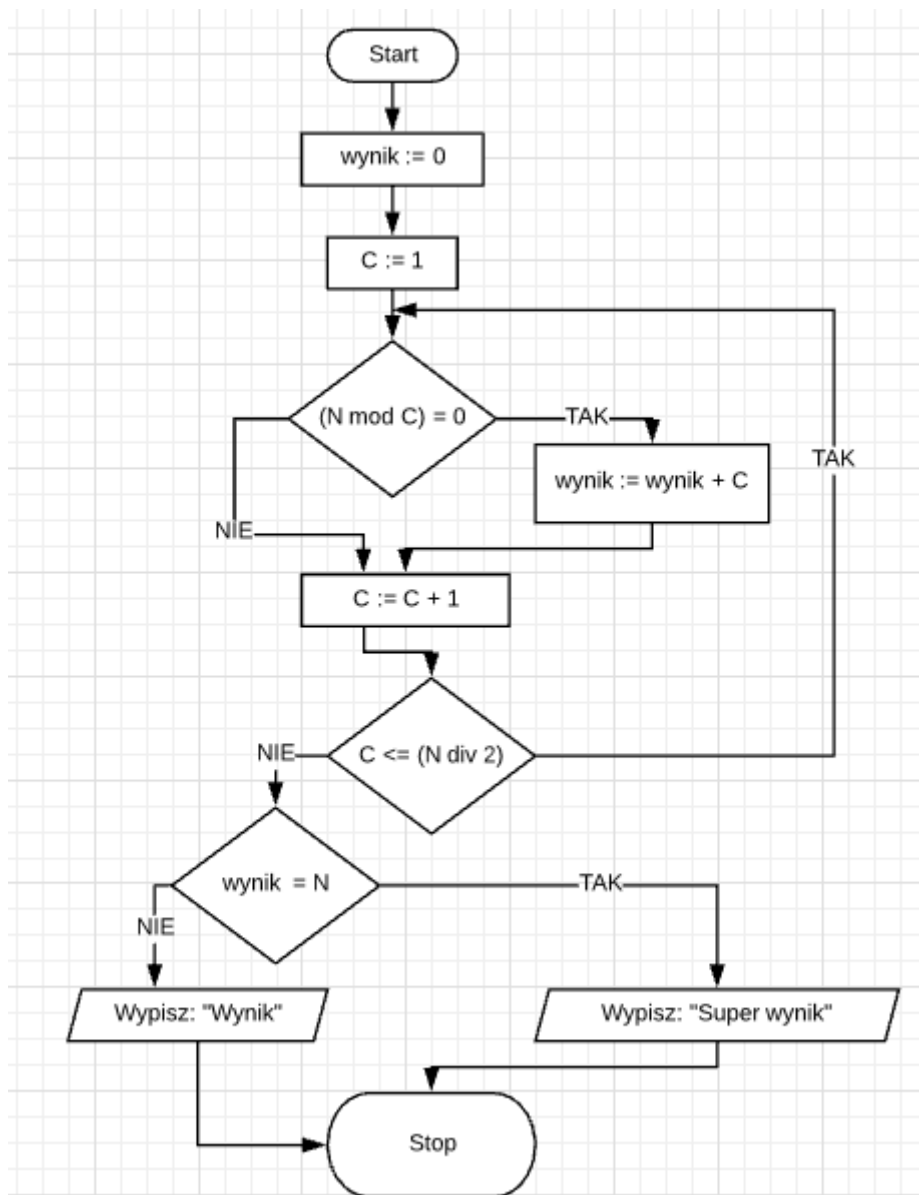 Start
wynik := 0
C := 1
(N mod C) = 0
TAK
wynik := wynik + C
TAK
NIE
C := C + 1
C <= (N div 2)
NIE
wynik = N
TAK
NIE
Wypisz: "Wynik"
Wypisz: "Super wynik"
Stop